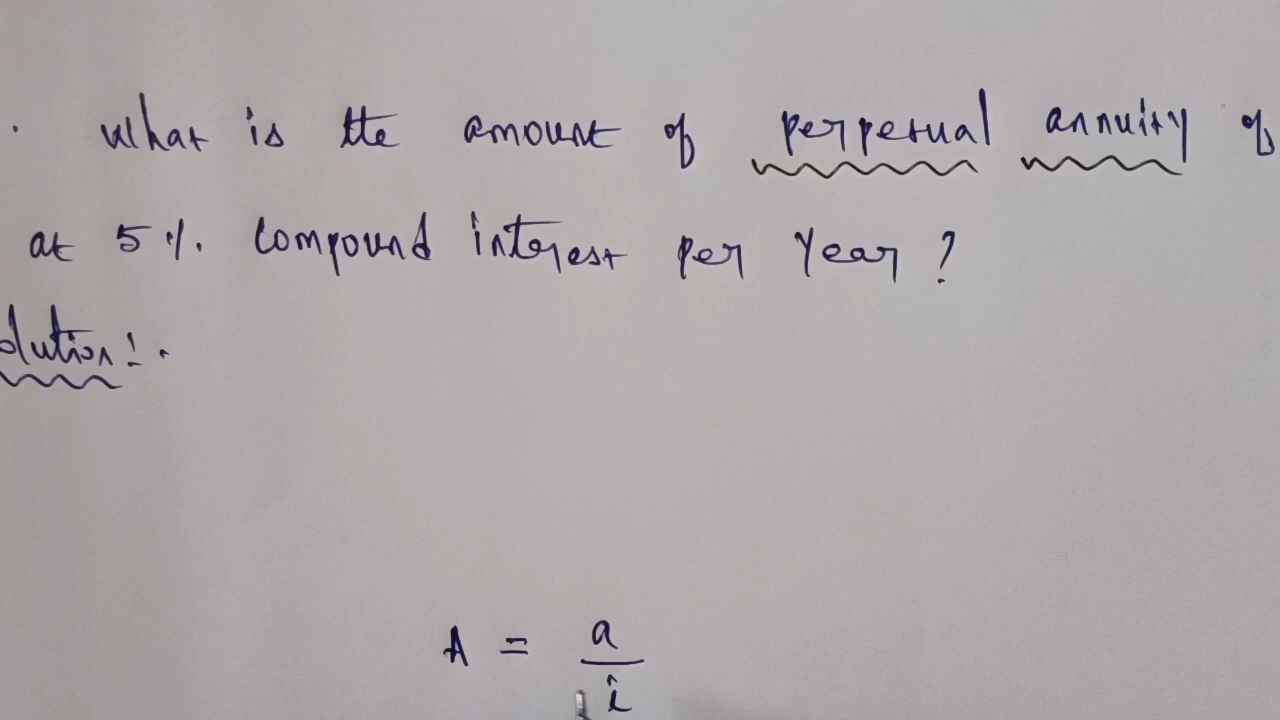 . What is the amount of perpetual annuity of
at 5%. Compound interest per year?
olution:.
A = a
i